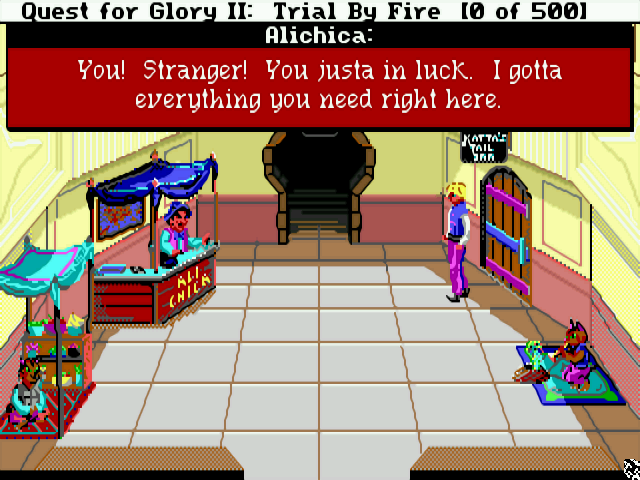 Quest for Glory II: Trial By Fire [0 of 500]
Alichica:
You! Stranger! You justa in luck. I gotta
everything you need right here.
KATTA'S
TAIL
INN
ALI
CHICA